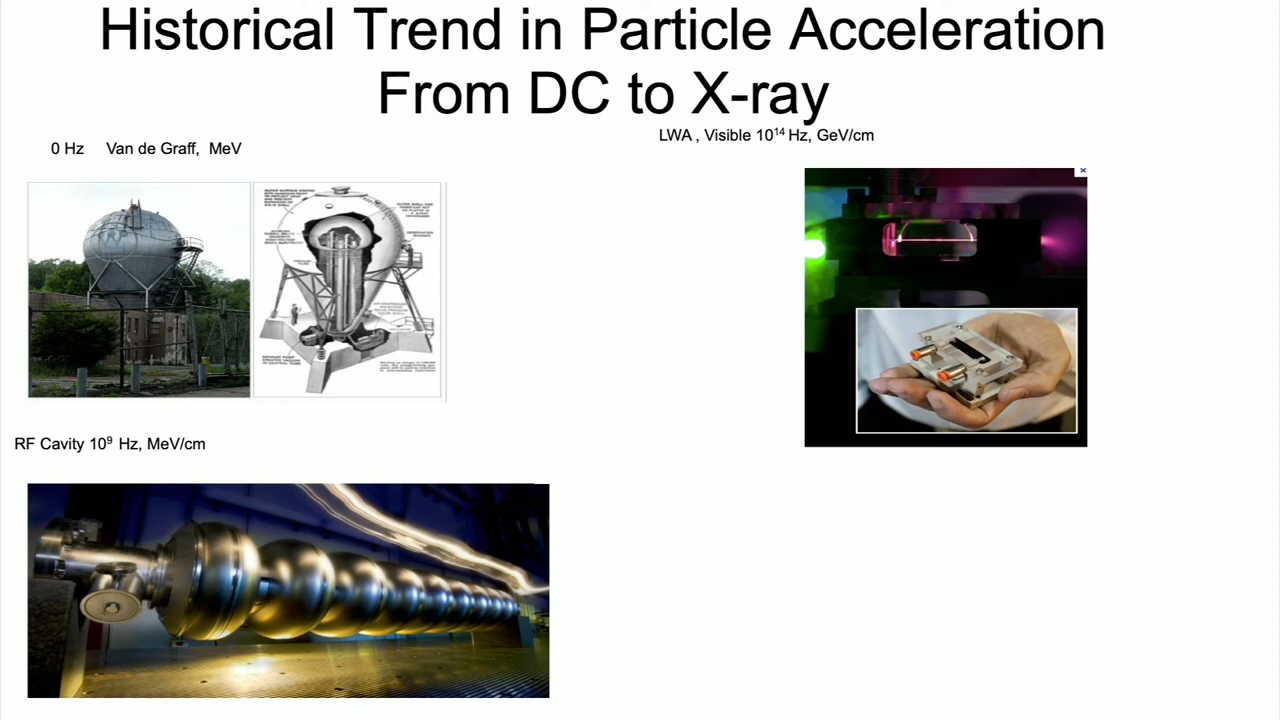 Historical Trend in Particle Acceleration
From DC to X-ray
LWA , Visible 10¹⁴ Hz, GeV/cm
0 Hz Van de Graff, MeV
RF Cavity 10⁹ Hz, MeV/cm